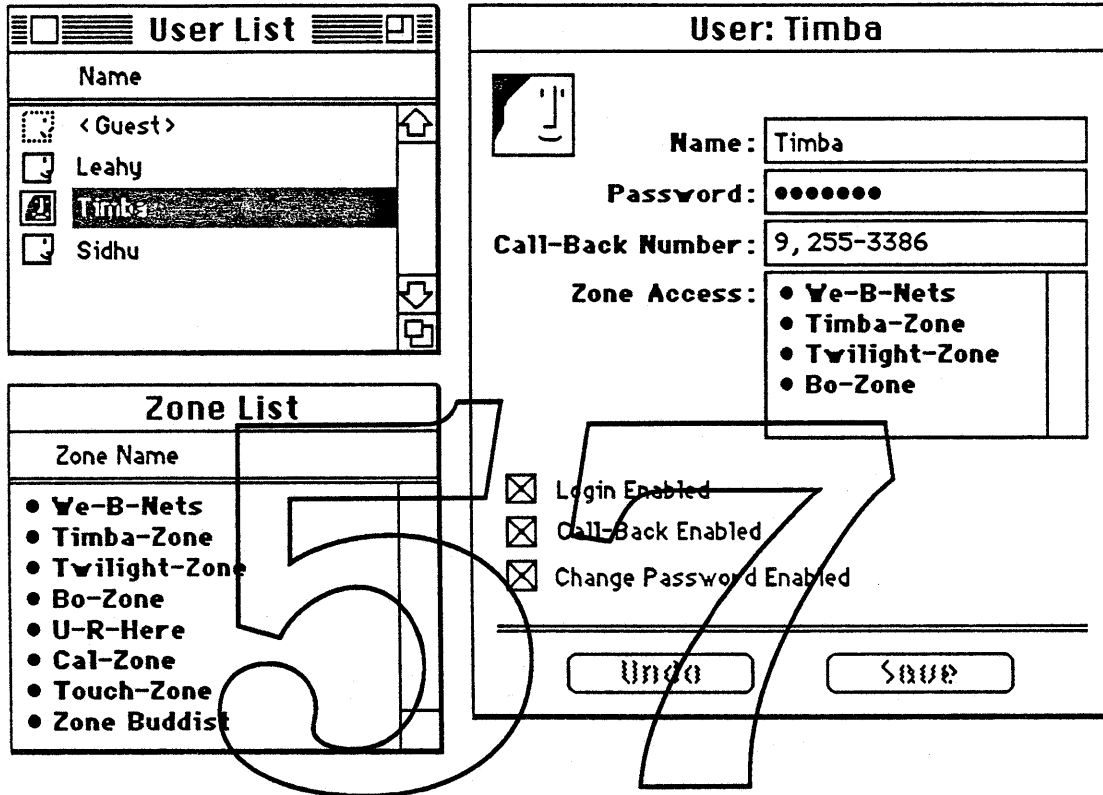 User List
Name
<Guest>
Leahy
Timba
Sidhu
Zone List
Zone Name
• We-B-Nets
• Timba-Zone
• Twilight-Zone
• Bo-Zone
• U-R-Here
• Cal-Zone
• Touch-Zone
• Zone Buddist
User: Timba
Name: Timba
Password: •••••••
Call-Back Number: 9,255-3386
Zone Access: • We-B-Nets
• Timba-Zone
• Twilight-Zone
• Bo-Zone
Login Enabled
Call-Back Enabled
Change Password Enabled
Undo
Save
57